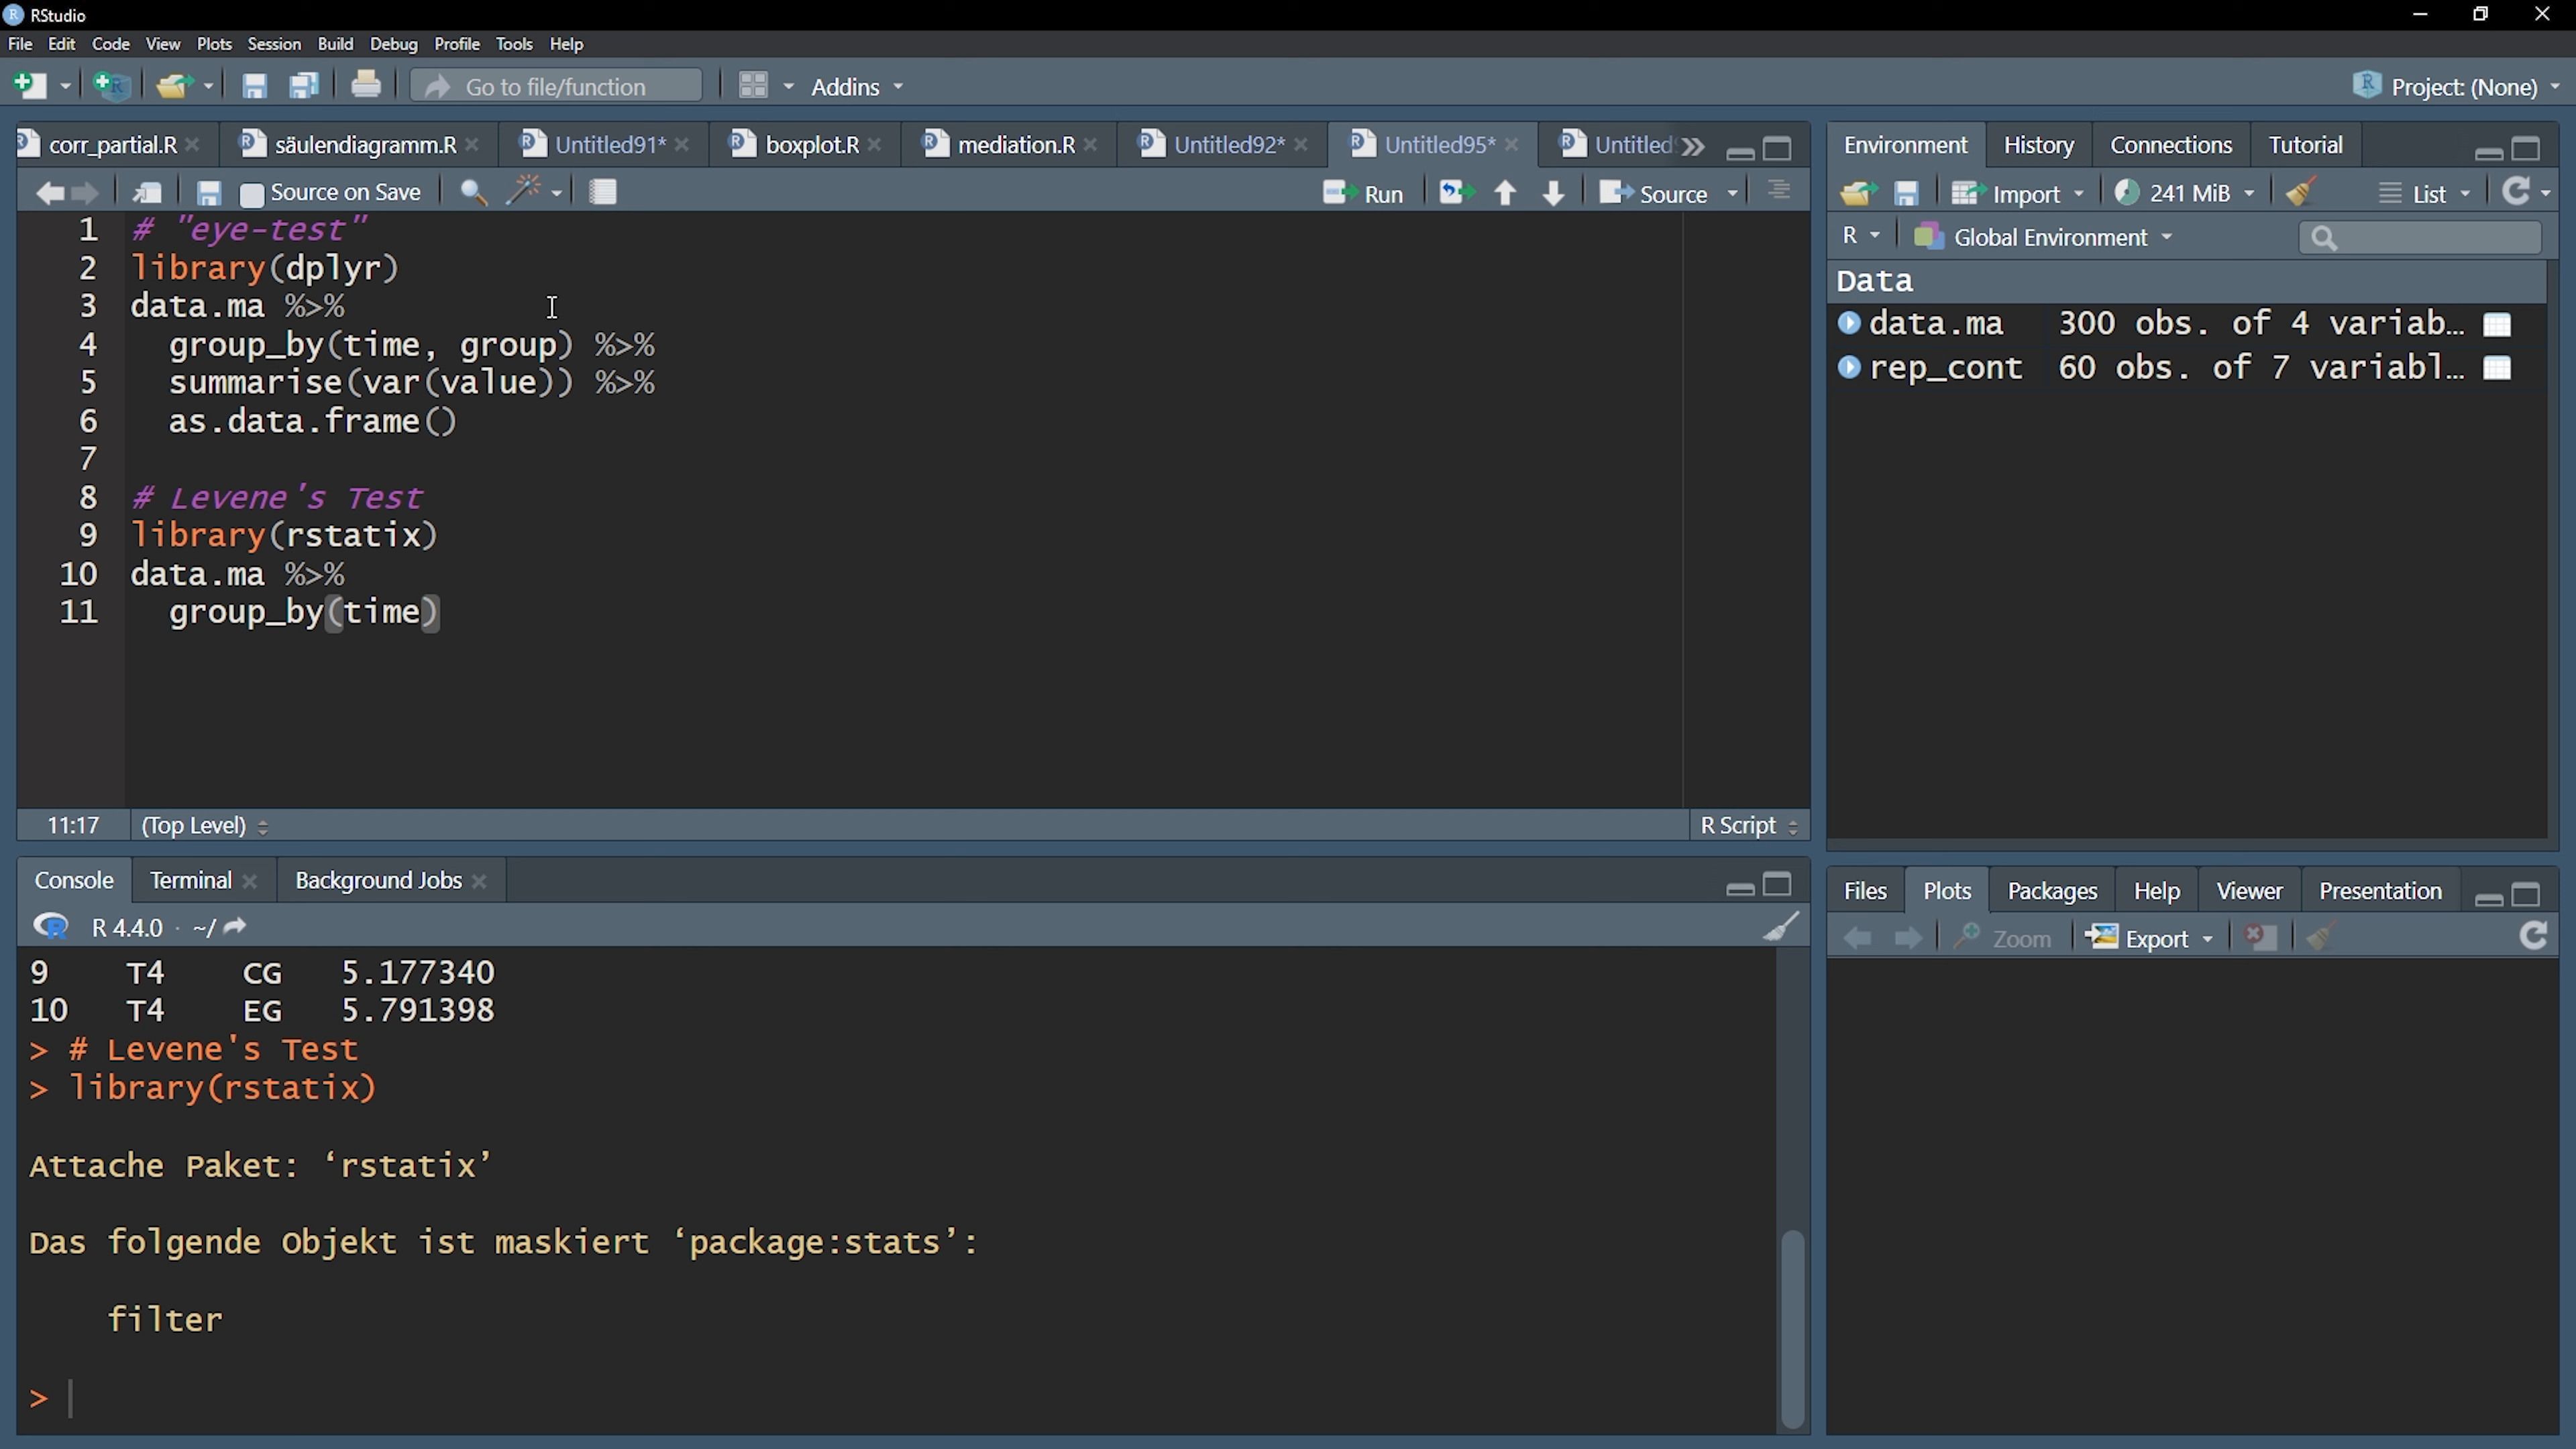 RStudio
File Edit Code View Plots Session Build Debug Profile Tools Help
Go to file/function Addins Project: (None)
corr_partial.R säulendiagramm.R Untitled91* boxplot.R mediation.R Untitled92* Untitled95* Untitled
Source on Save Run Source
1 # "eye-test"
2 library(dplyr)
3 data.ma %>%
4 group_by(time, group) %>%
5 summarise(var(value)) %>%
6 as.data.frame()
7
8 # Levene's Test
9 library(rstatix)
10 data.ma %>%
11 group_by(time)
11:17 (Top Level) R Script
Console Terminal Background Jobs
R 4.4.0 · ~/
9 T4 CG 5.177340
10 T4 EG 5.791398
> # Levene's Test
> library(rstatix)
Attache Paket: ‘rstatix’
Das folgende Objekt ist maskiert ‘package:stats’:
filter
>
Environment History Connections Tutorial
Import 241 MiB List
R Global Environment
Data
data.ma 300 obs. of 4 variab…
rep_cont 60 obs. of 7 variabl…
Files Plots Packages Help Viewer Presentation
Zoom Export